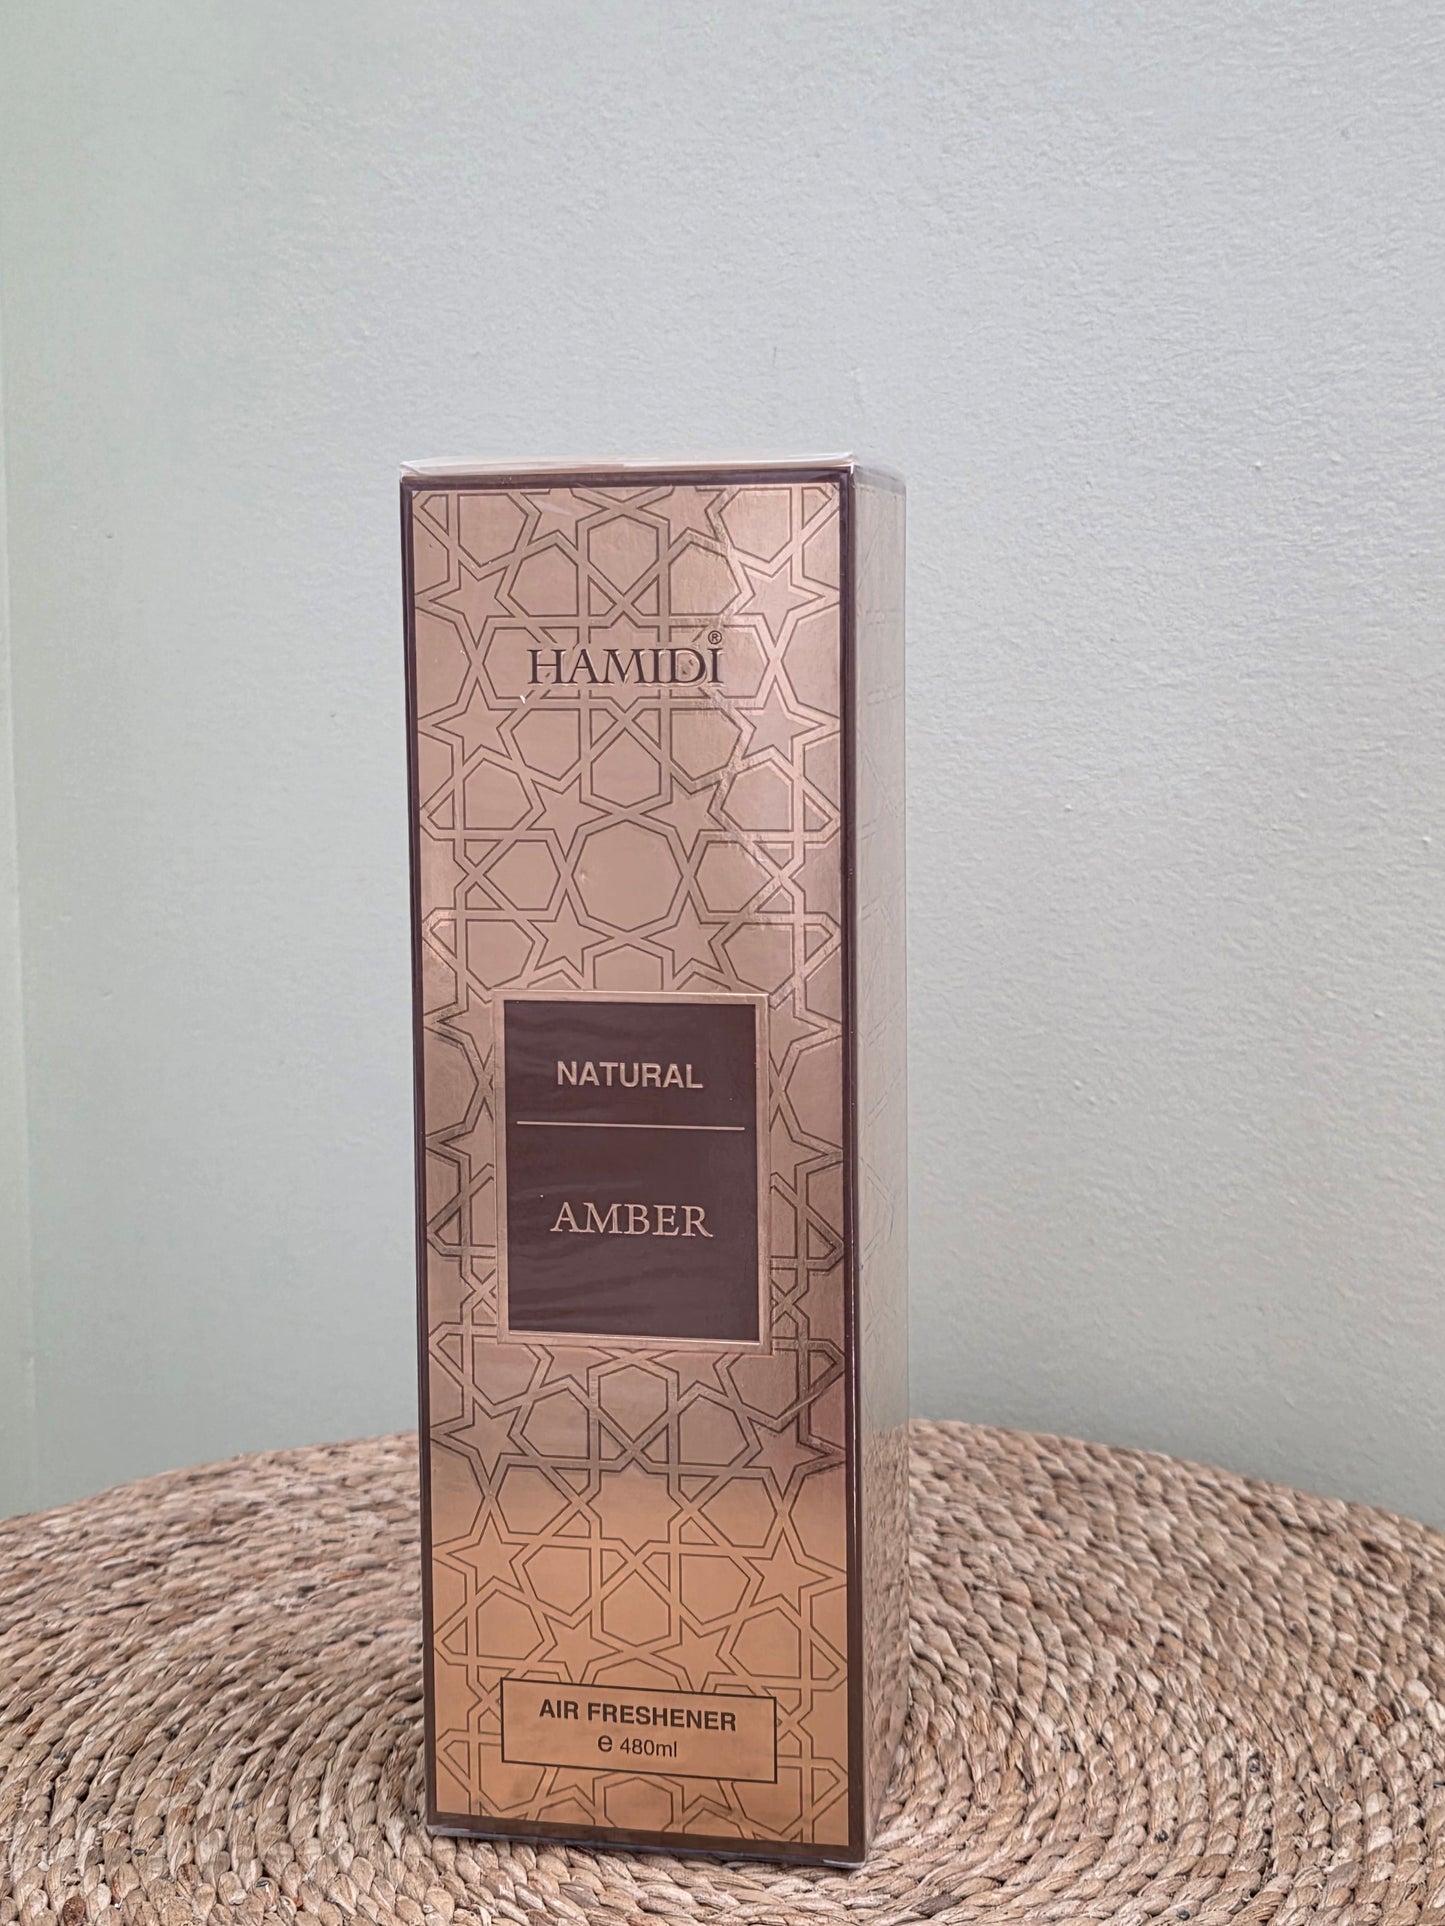 HAMIDİ®
NATURAL
AMBER
AIR FRESHENER
℮ 480ml